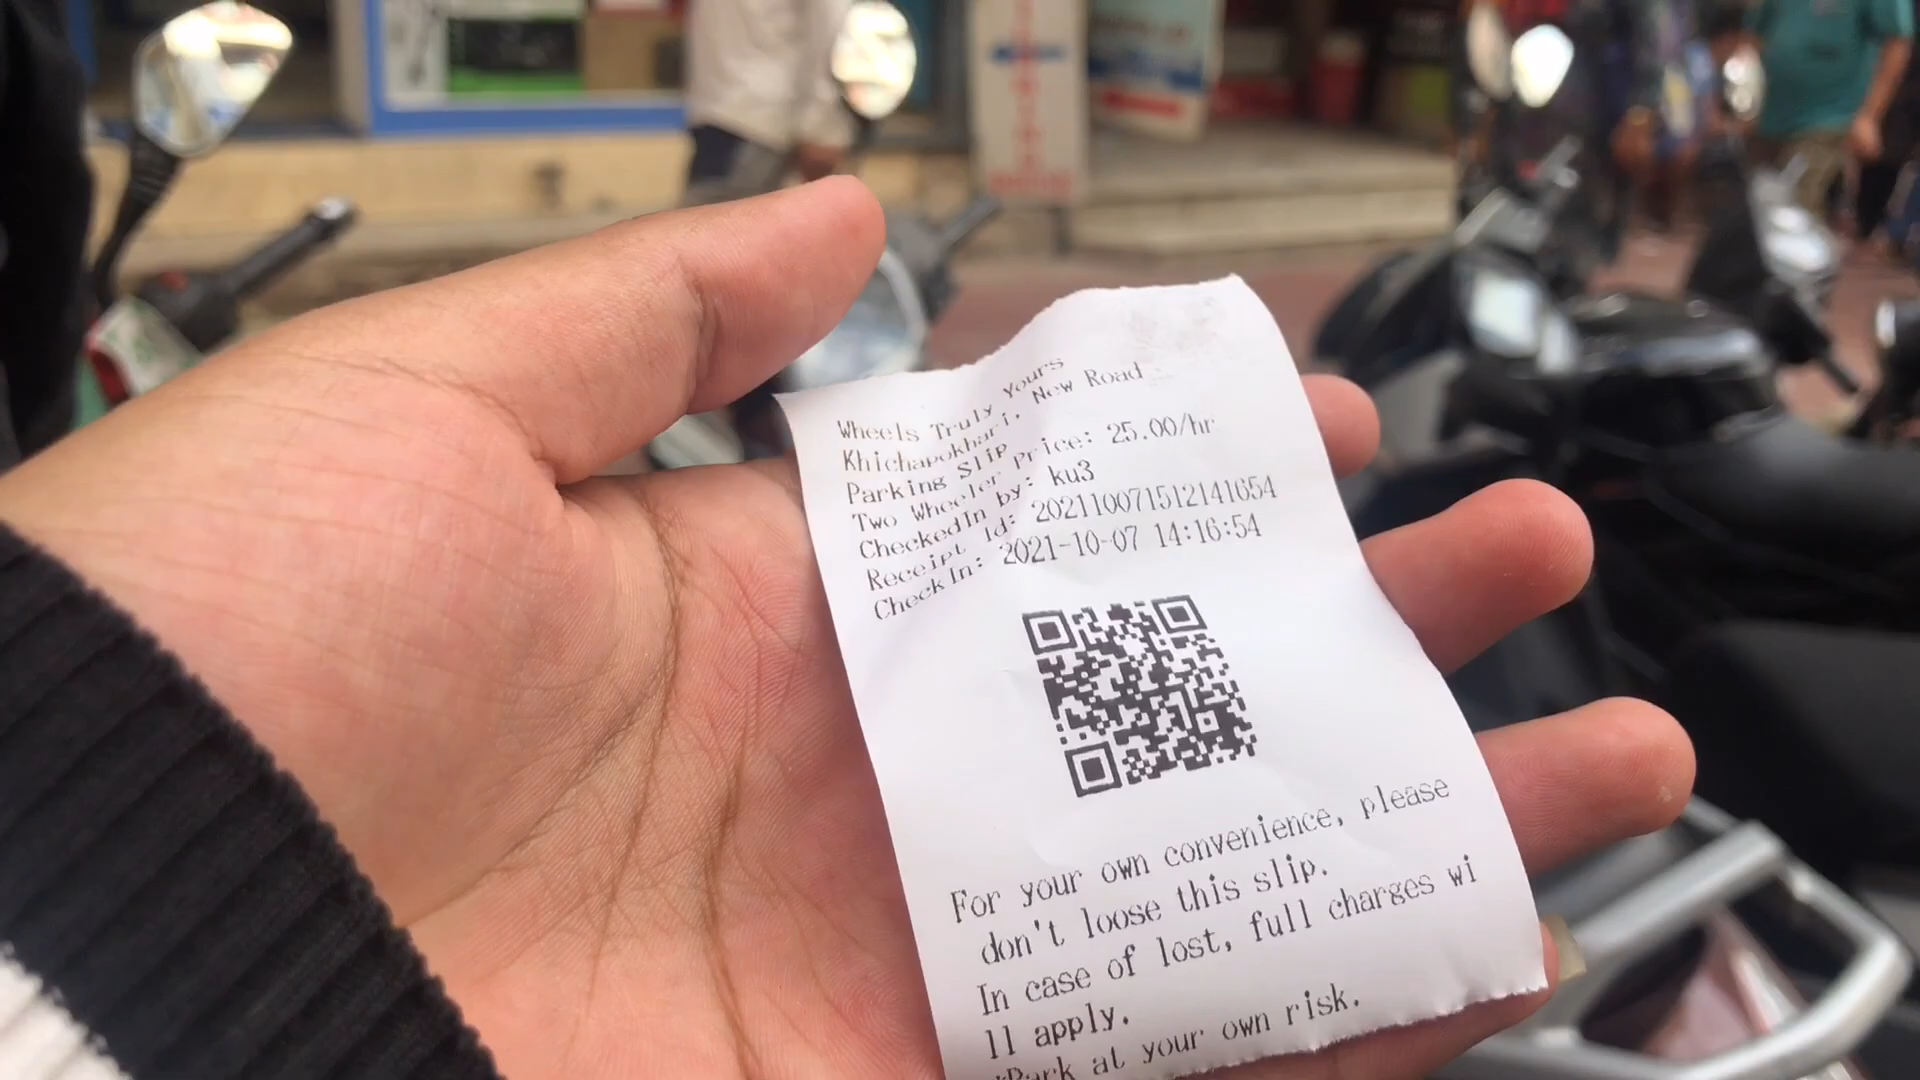 Wheels Truly Yours
Khichapokhari, New Road
Parking Slip
Two Wheeler Price: 25.00/hr
CheckedIn by: ku3
Receipt Id: 202110071512141654
CheckIn: 2021-10-07 14:16:54
For your own convenience, please
don't loose this slip.
In case of lost, full charges wi
ll apply.
*Park at your own risk.